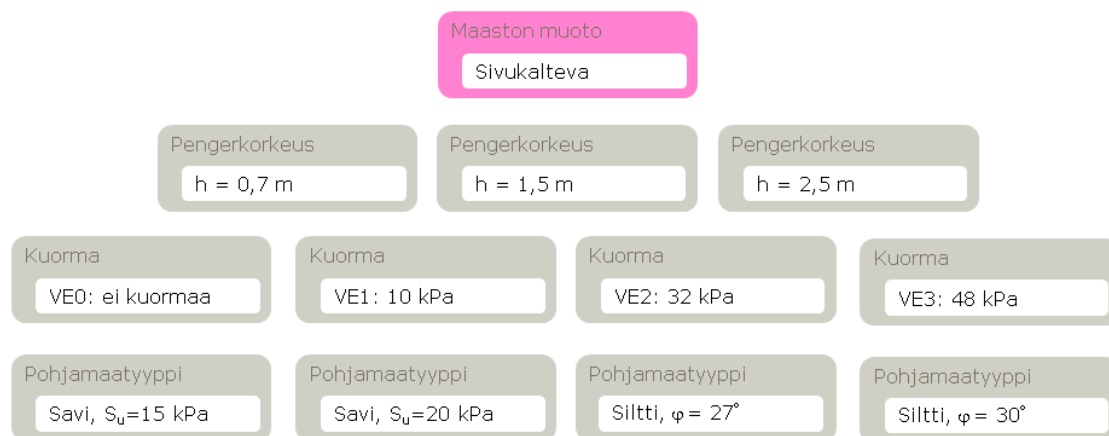 Maaston muoto
Sivukalteva
Pengerkorkeus Pengerkorkeus Pengerkorkeus
h = 0,7 m h = 1,5 m h = 2,5 m
Kuorma Kuorma Kuorma Kuorma
VE0: ei kuormaa VE1: 10 kPa VE2: 32 kPa VE3: 48 kPa
Pohjamaatyyppi Pohjamaatyyppi Pohjamaatyyppi Pohjamaatyyppi
Savi, Sᵤ=15 kPa Savi, Sᵤ=20 kPa Siltti, φ = 27° Siltti, φ = 30°